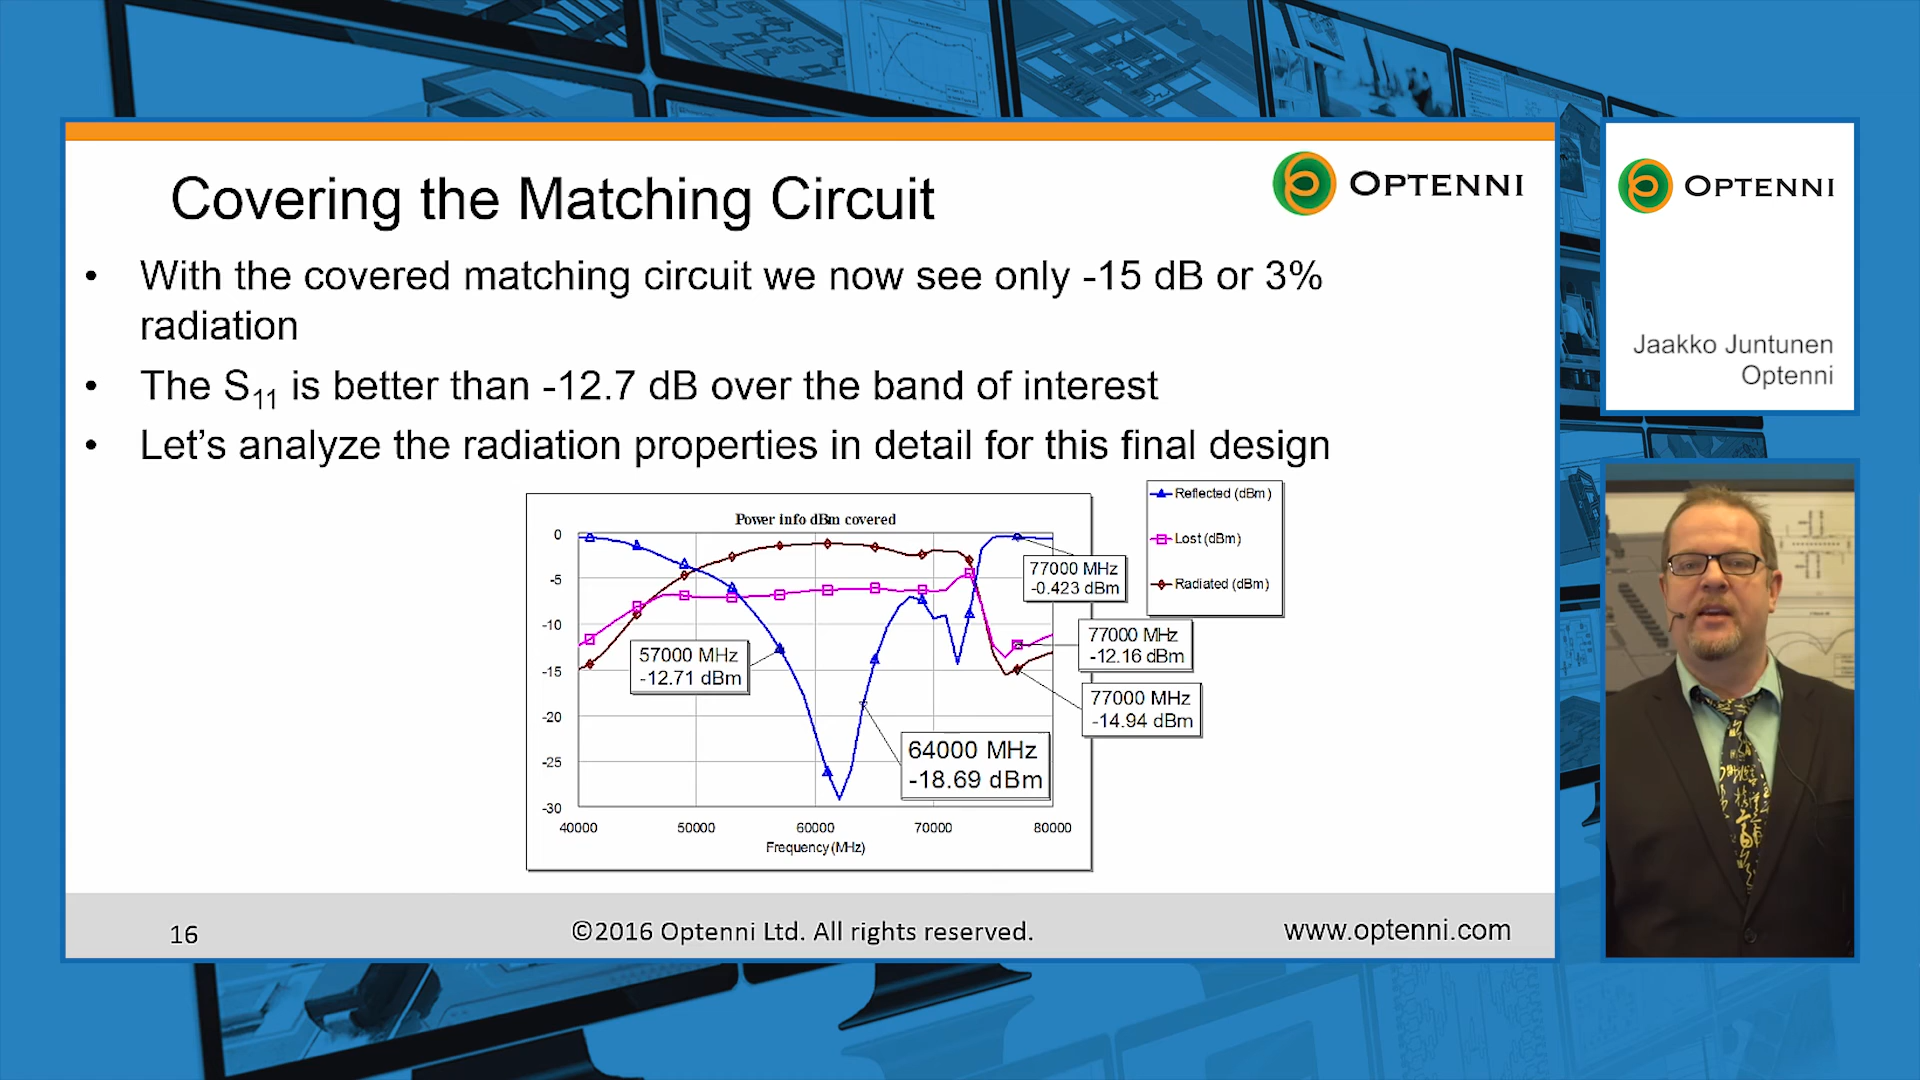 Covering the Matching Circuit
OPTENNI
• With the covered matching circuit we now see only -15 dB or 3%
radiation
• The S11 is better than -12.7 dB over the band of interest
• Let's analyze the radiation properties in detail for this final design
Power info dBm covered
0
-5
-10
-15
-20
-25
-30
40000
50000
60000
70000
80000
Frequency (MHz)
57000 MHz
-12.71 dBm
64000 MHz
-18.69 dBm
77000 MHz
-0.423 dBm
77000 MHz
-12.16 dBm
77000 MHz
-14.94 dBm
Reflected (dBm)
Lost (dBm)
Radiated (dBm)
16
©2016 Optenni Ltd. All rights reserved.
www.optenni.com
OPTENNI
Jaakko Juntunen
Optenni